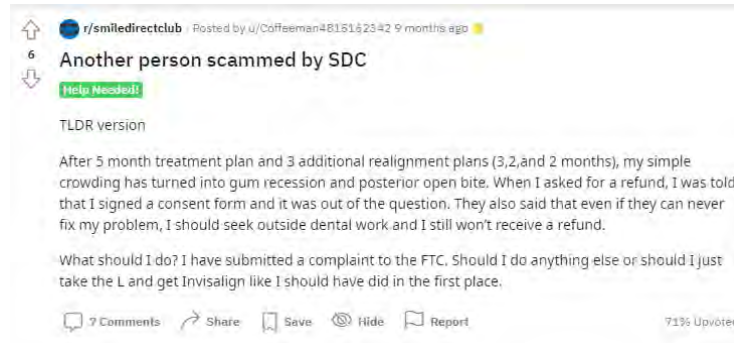 r/smiledirectclub · Posted by u/Coffeeman4815162342 9 months ago
6
Another person scammed by SDC
Help Needed!
TLDR version
After 5 month treatment plan and 3 additional realignment plans (3,2,and 2 months), my simple
crowding has turned into gum recession and posterior open bite. When I asked for a refund, I was told
that I signed a consent form and it was out of the question. They also said that even if they can never
fix my problem, I should seek outside dental work and I still won't receive a refund.
What should I do? I have submitted a complaint to the FTC. Should I do anything else or should I just
take the L and get Invisalign like I should have did in the first place.
7 Comments Share Save Hide Report 71% Upvoted